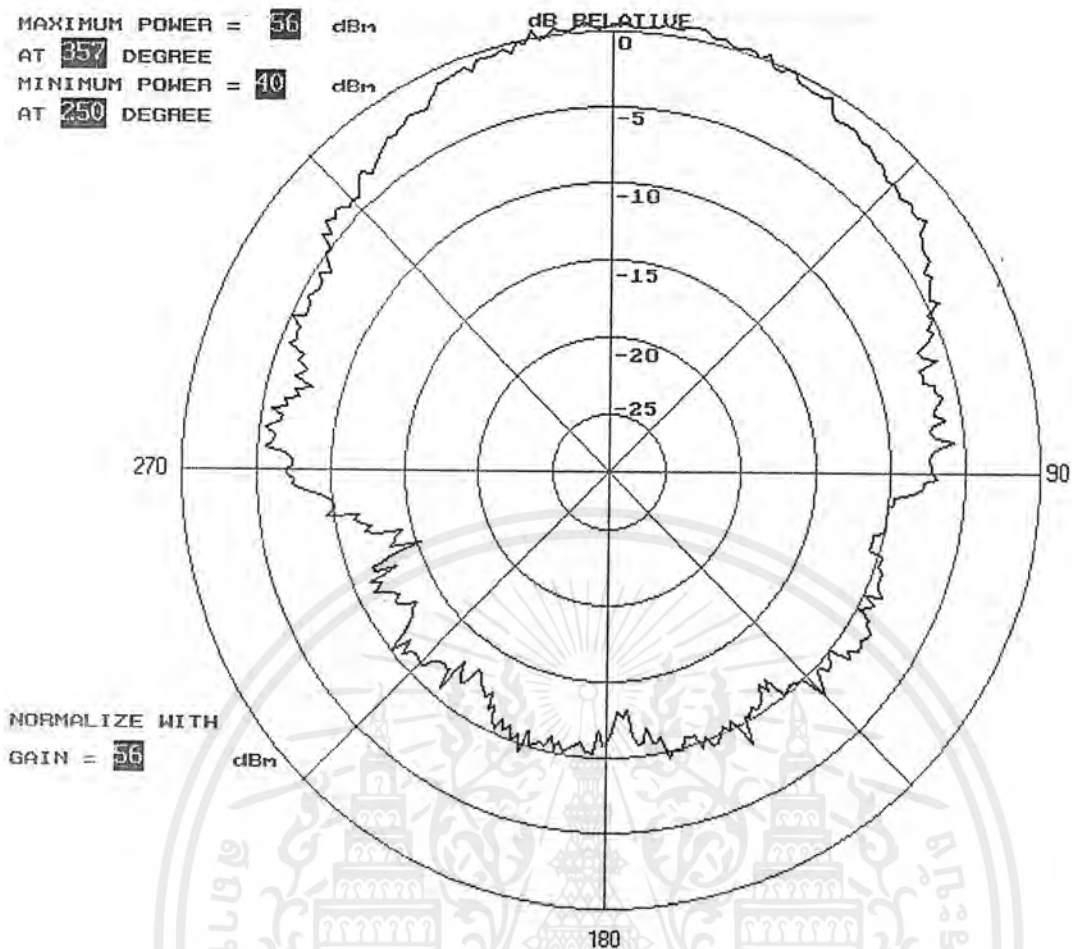 MAXIMUM POWER = 56 dBm
AT 357 DEGREE
MINIMUM POWER = 40 dBm
AT 250 DEGREE
dB RELATIVE
0
-5
-10
-15
-20
-25
270
90
NORMALIZE WITH
GAIN = 56 dBm
180